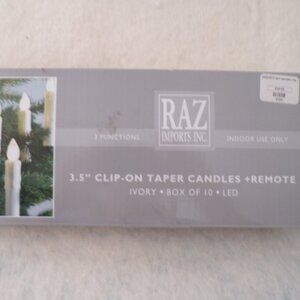 RAZ
IMPORTS INC.
3 FUNCTIONS
INDOOR USE ONLY
3.5" CLIP-ON TAPER CANDLES +REMOTE
IVORY • BOX OF 10 • LED